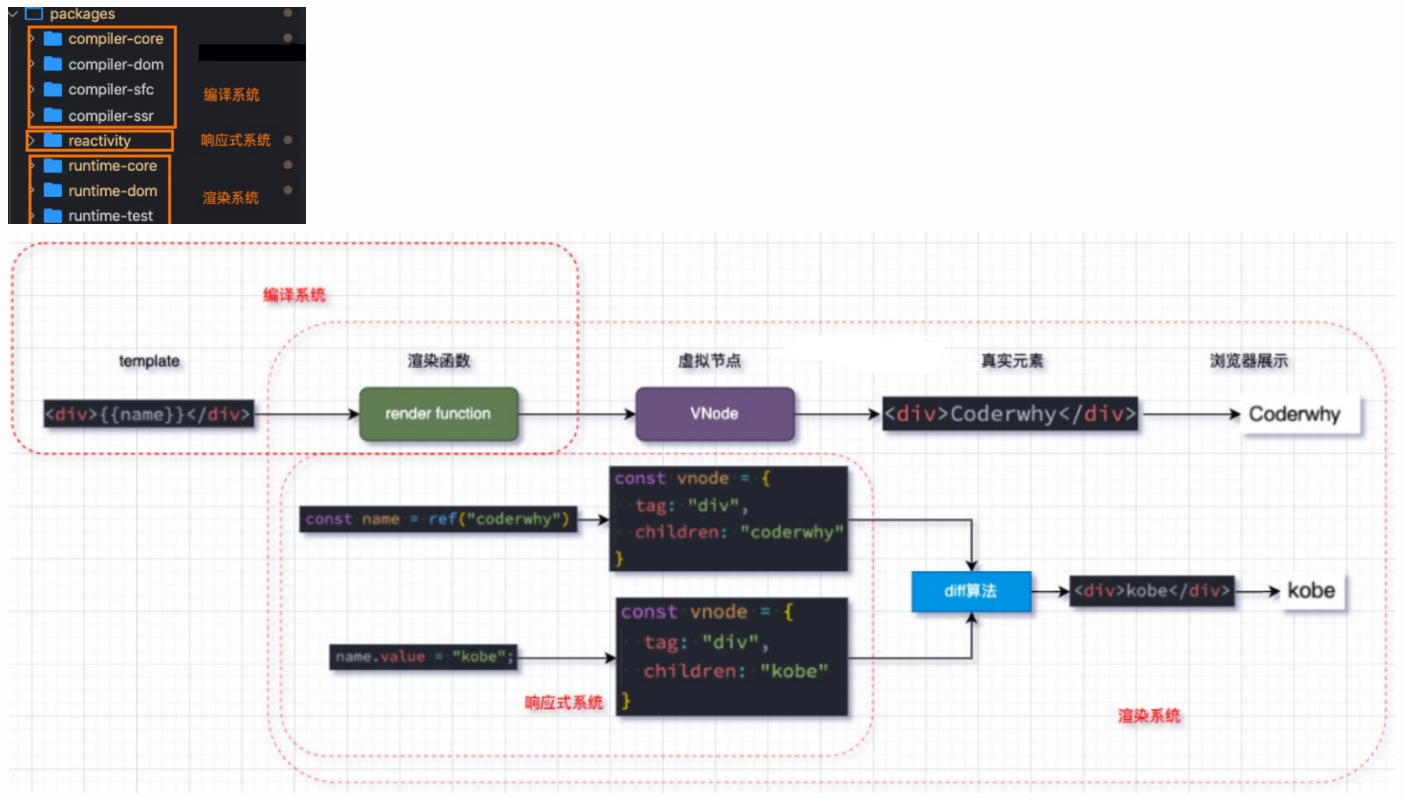 packages
compiler-core
compiler-dom
compiler-sfc
编译系统
compiler-ssr
reactivity
响应式系统
runtime-core
runtime-dom
渲染系统
runtime-test
编译系统
template
渲染函数
虚拟节点
真实元素
浏览器展示
<div>{{name}}</div>
render function
VNode
<div>Coderwhy</div>
Coderwhy
const name = ref("coderwhy")
const vnode = {
tag: "div",
children: "coderwhy"
}
diff算法
<div>kobe</div>
kobe
name.value = "kobe";
const vnode = {
tag: "div",
children: "kobe"
}
响应式系统
渲染系统